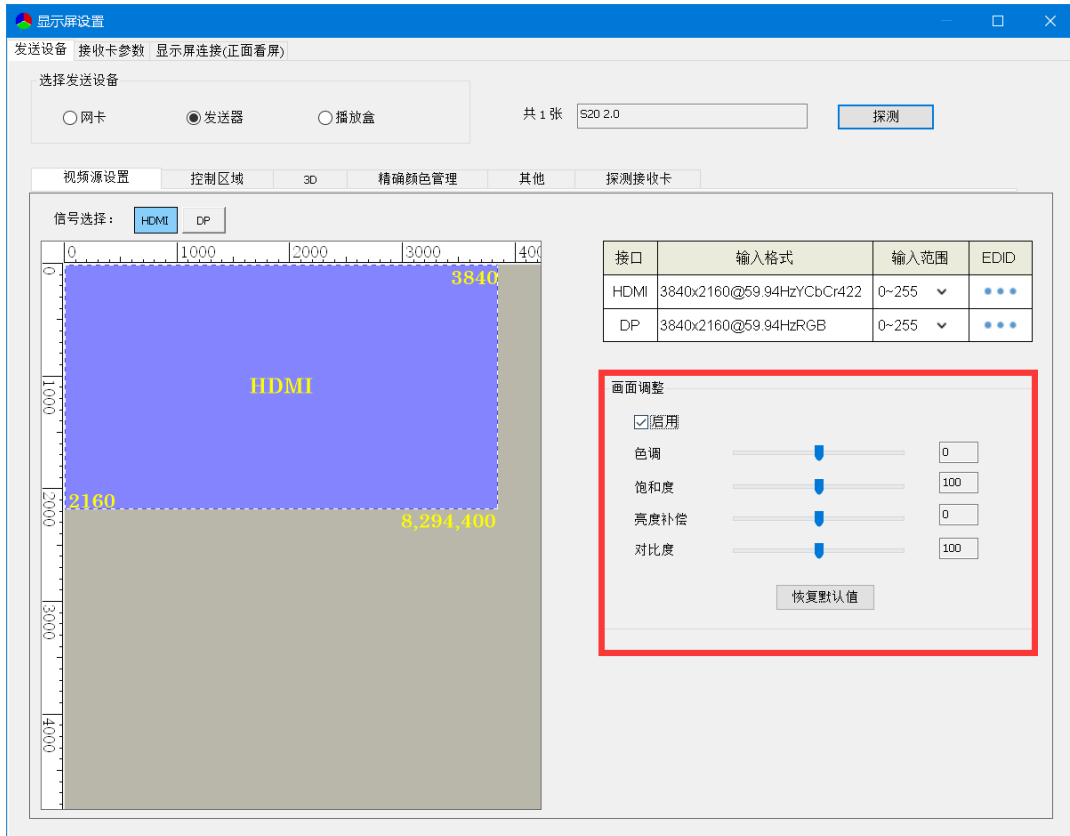 显示屏设置
发送设备 接收卡参数 显示屏连接(正面看屏)
选择发送设备
网卡 发送器 播放盒 共 1 张 S20 2.0 探测
视频源设置 控制区域 3D 精确颜色管理 其他 探测接收卡
信号选择： HDMI DP
0 1000 2000 3000 400
0 1000 2000 3000 4000
3840
HDMI
2160
8,294,400
接口 输入格式 输入范围 EDID
HDMI 3840x2160@59.94HzYCbCr422 0~255
DP 3840x2160@59.94HzRGB 0~255
画面调整
启用
色调 0
饱和度 100
亮度补偿 0
对比度 100
恢复默认值